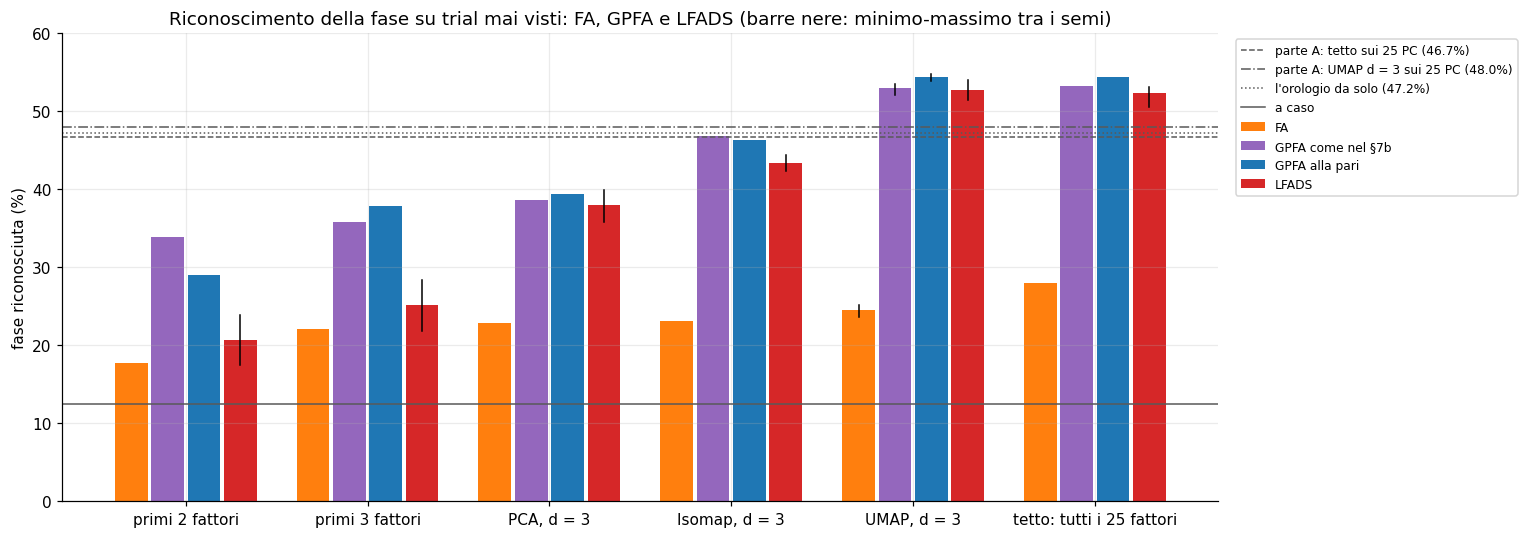 Riconoscimento della fase su trial mai visti: FA, GPFA e LFADS (barre nere: minimo-massimo tra i semi)
fase riconosciuta (%)
60
50
40
30
20
10
0
primi 2 fattori
primi 3 fattori
PCA, d = 3
Isomap, d = 3
UMAP, d = 3
tetto: tutti i 25 fattori
parte A: tetto sui 25 PC (46.7%)
parte A: UMAP d = 3 sui 25 PC (48.0%)
l'orologio da solo (47.2%)
a caso
FA
GPFA come nel §7b
GPFA alla pari
LFADS